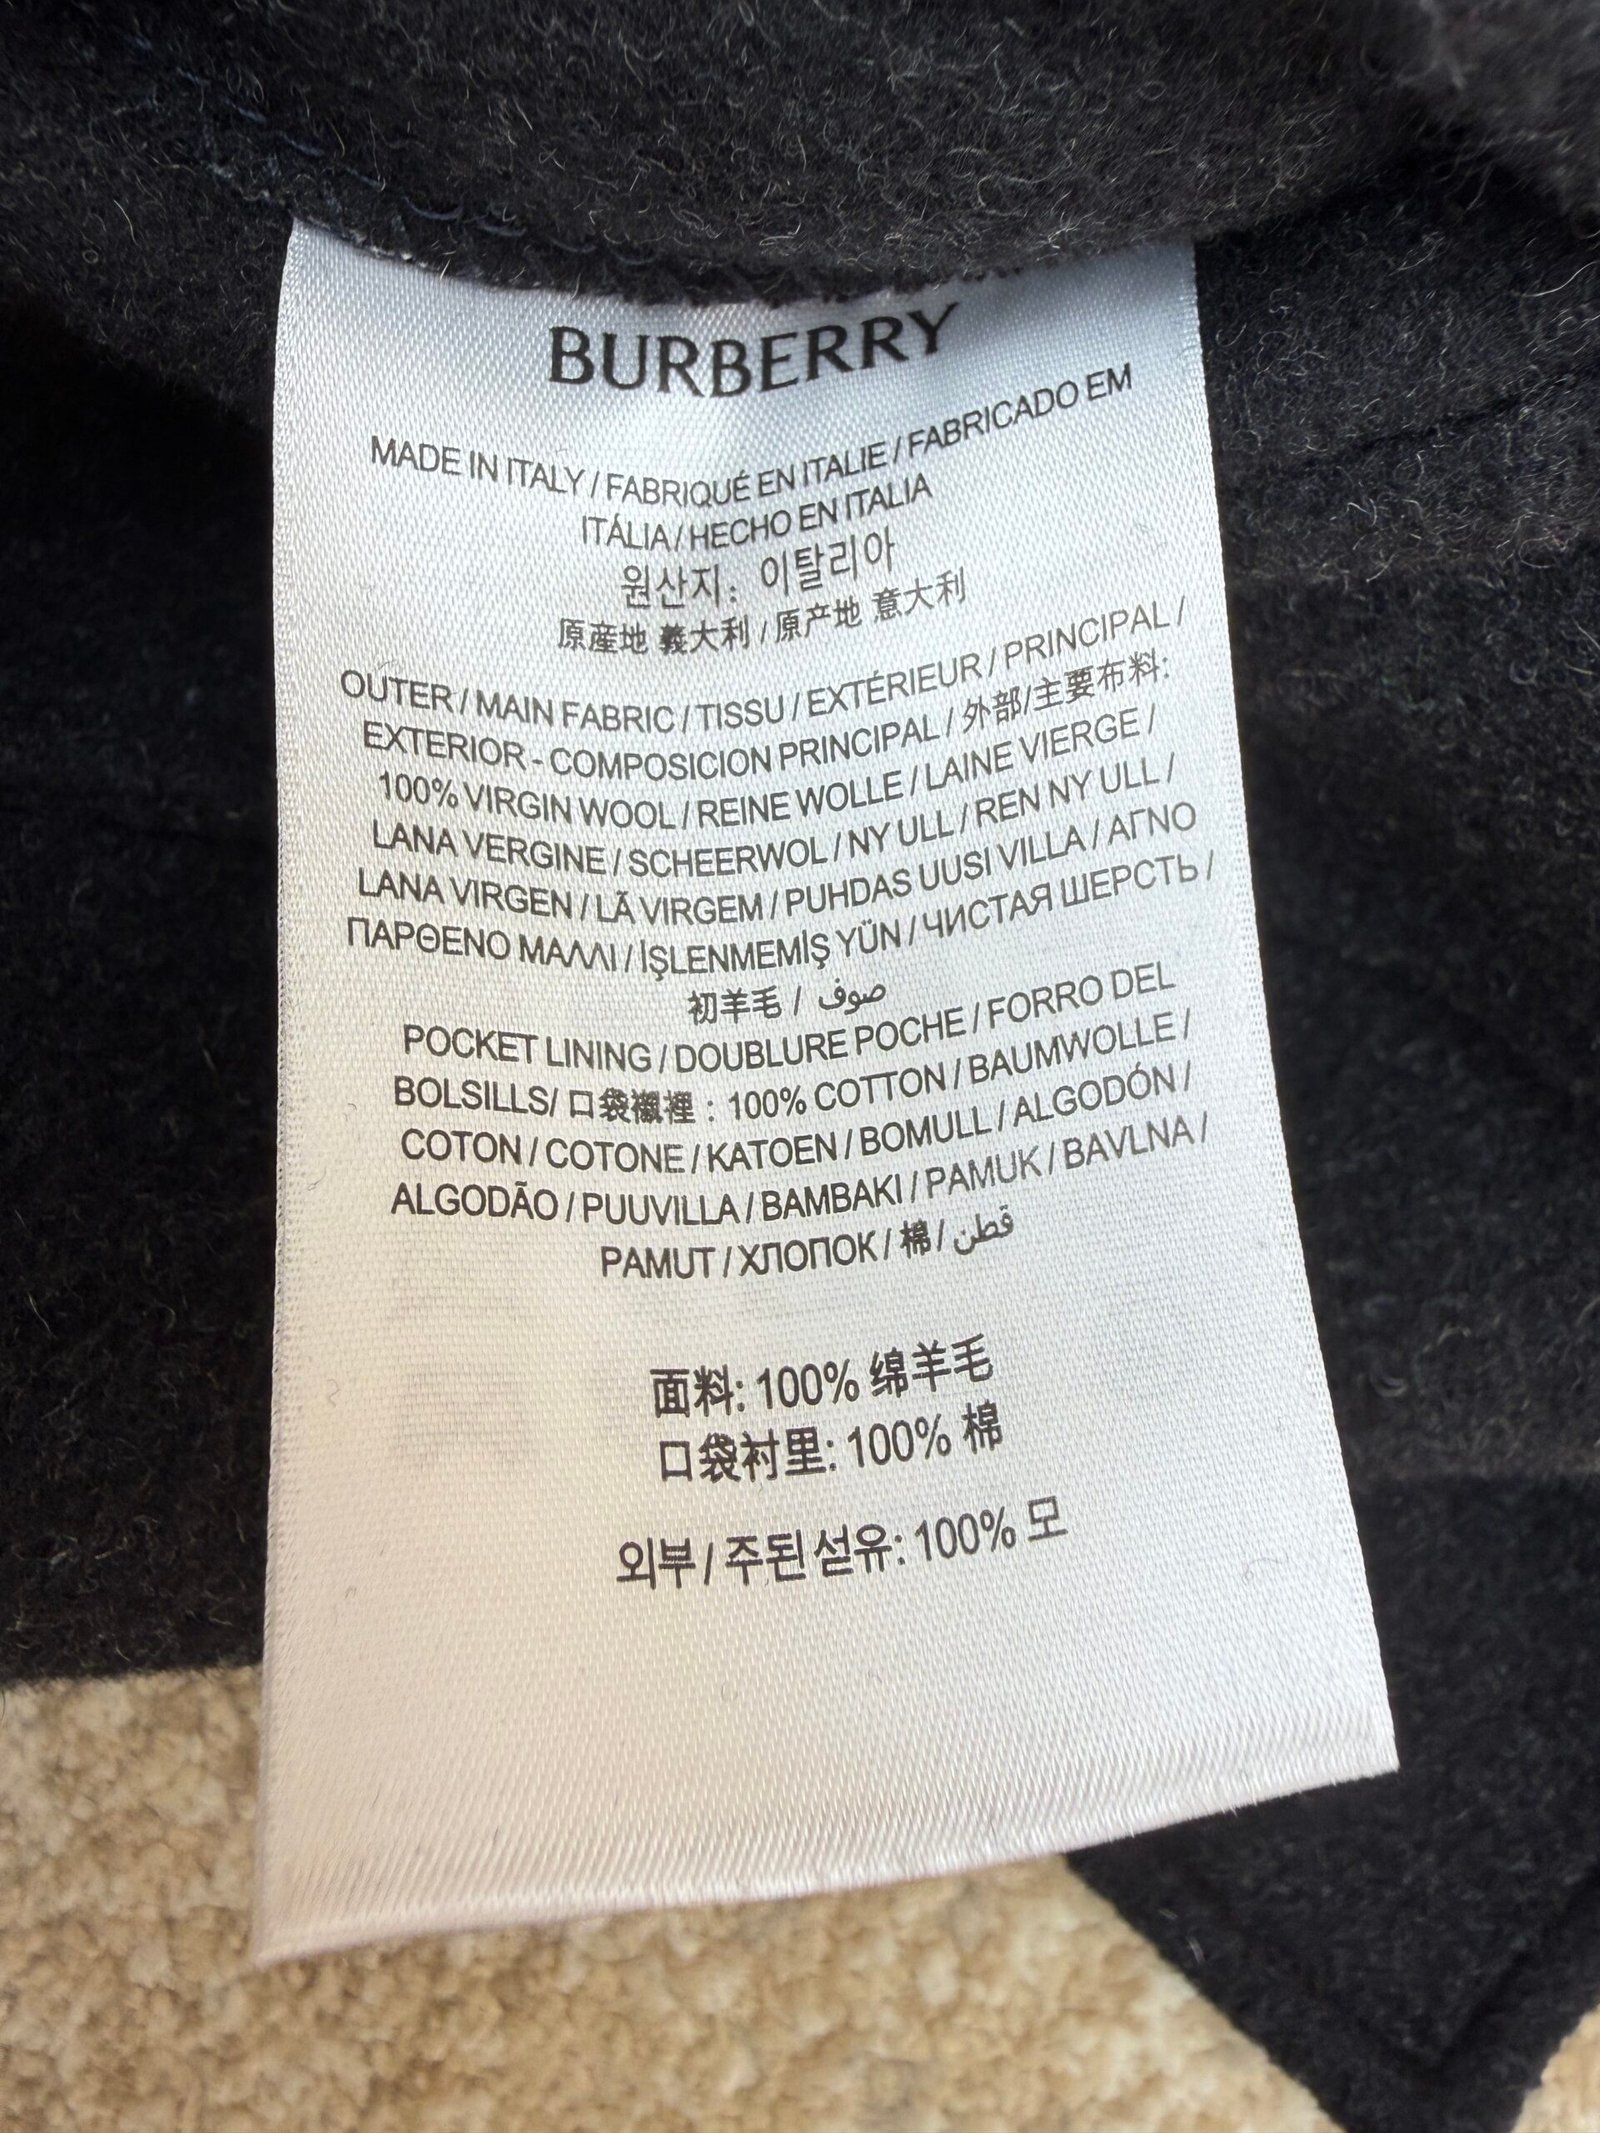 BURBERRY
MADE IN ITALY / FABRIQUÉ EN ITALIE / FABRICADO EM
ITÁLIA / HECHO EN ITALIA
원산지: 이탈리아
原産地 義大利 / 原产地 意大利
OUTER / MAIN FABRIC / TISSU / EXTÉRIEUR / PRINCIPAL /
EXTERIOR - COMPOSICION PRINCIPAL / 外部/主要布料:
100% VIRGIN WOOL / REINE WOLLE / LAINE VIERGE /
LANA VERGINE / SCHEERWOL / NY ULL / REN NY ULL /
LANA VIRGEN / LÃ VIRGEM / PUHDAS UUSI VILLA / ΑΓΝΟ
ΠΑΡΘΕΝΟ ΜΑΛΛΙ / İŞLENMEMİŞ YÜN / ЧИСТАЯ ШЕРСТЬ /
初羊毛 / صوف
POCKET LINING / DOUBLURE POCHE / FORRO DEL
BOLSILLS/ 口袋襯裡 : 100% COTTON / BAUMWOLLE /
COTON / COTONE / KATOEN / BOMULL / ALGODÓN /
ALGODÃO / PUUVILLA / BAMBAKI / PAMUK / BAVLNA /
PAMUT / ХЛОПОК / 棉 / قطن
面料: 100% 绵羊毛
口袋衬里: 100% 棉
외부 / 주된 섬유: 100% 모